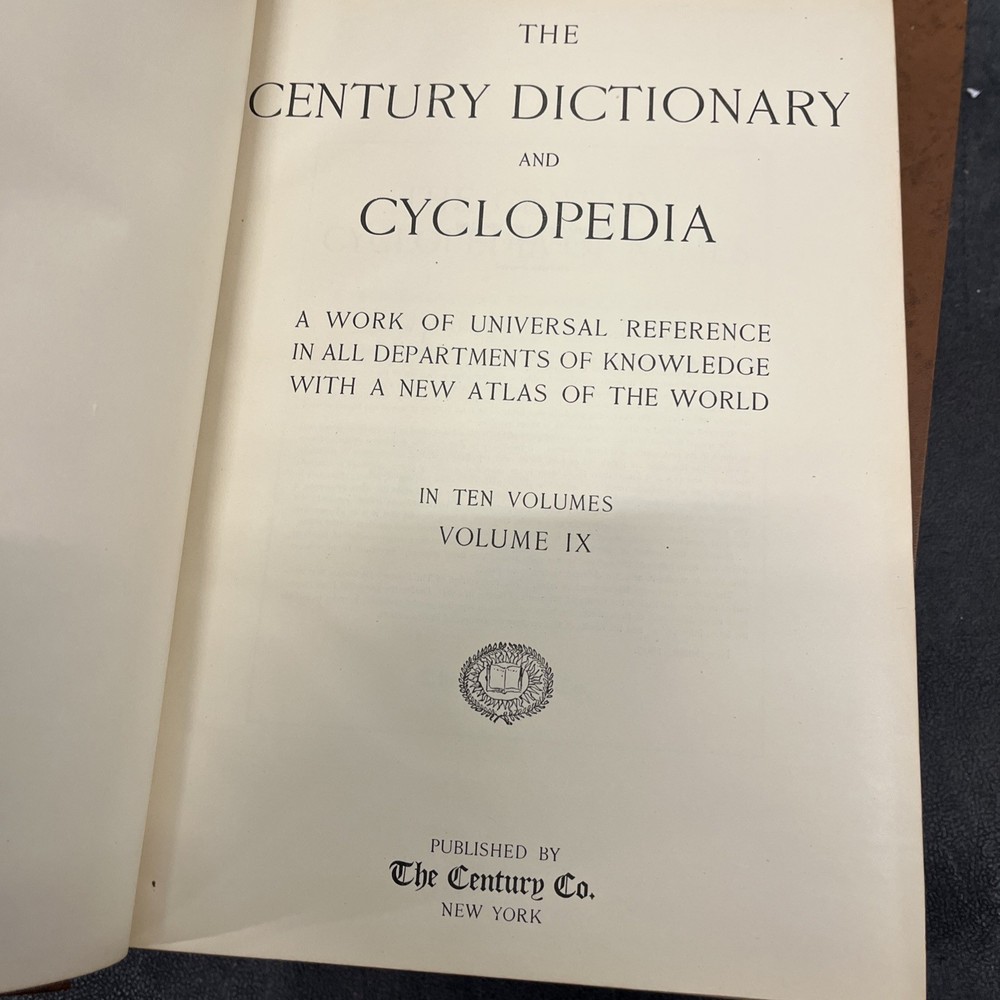 THE
CENTURY DICTIONARY
AND
CYCLOPEDIA
A WORK OF UNIVERSAL REFERENCE
IN ALL DEPARTMENTS OF KNOWLEDGE
WITH A NEW ATLAS OF THE WORLD
IN TEN VOLUMES
VOLUME IX
PUBLISHED BY
The Century Co.
NEW YORK